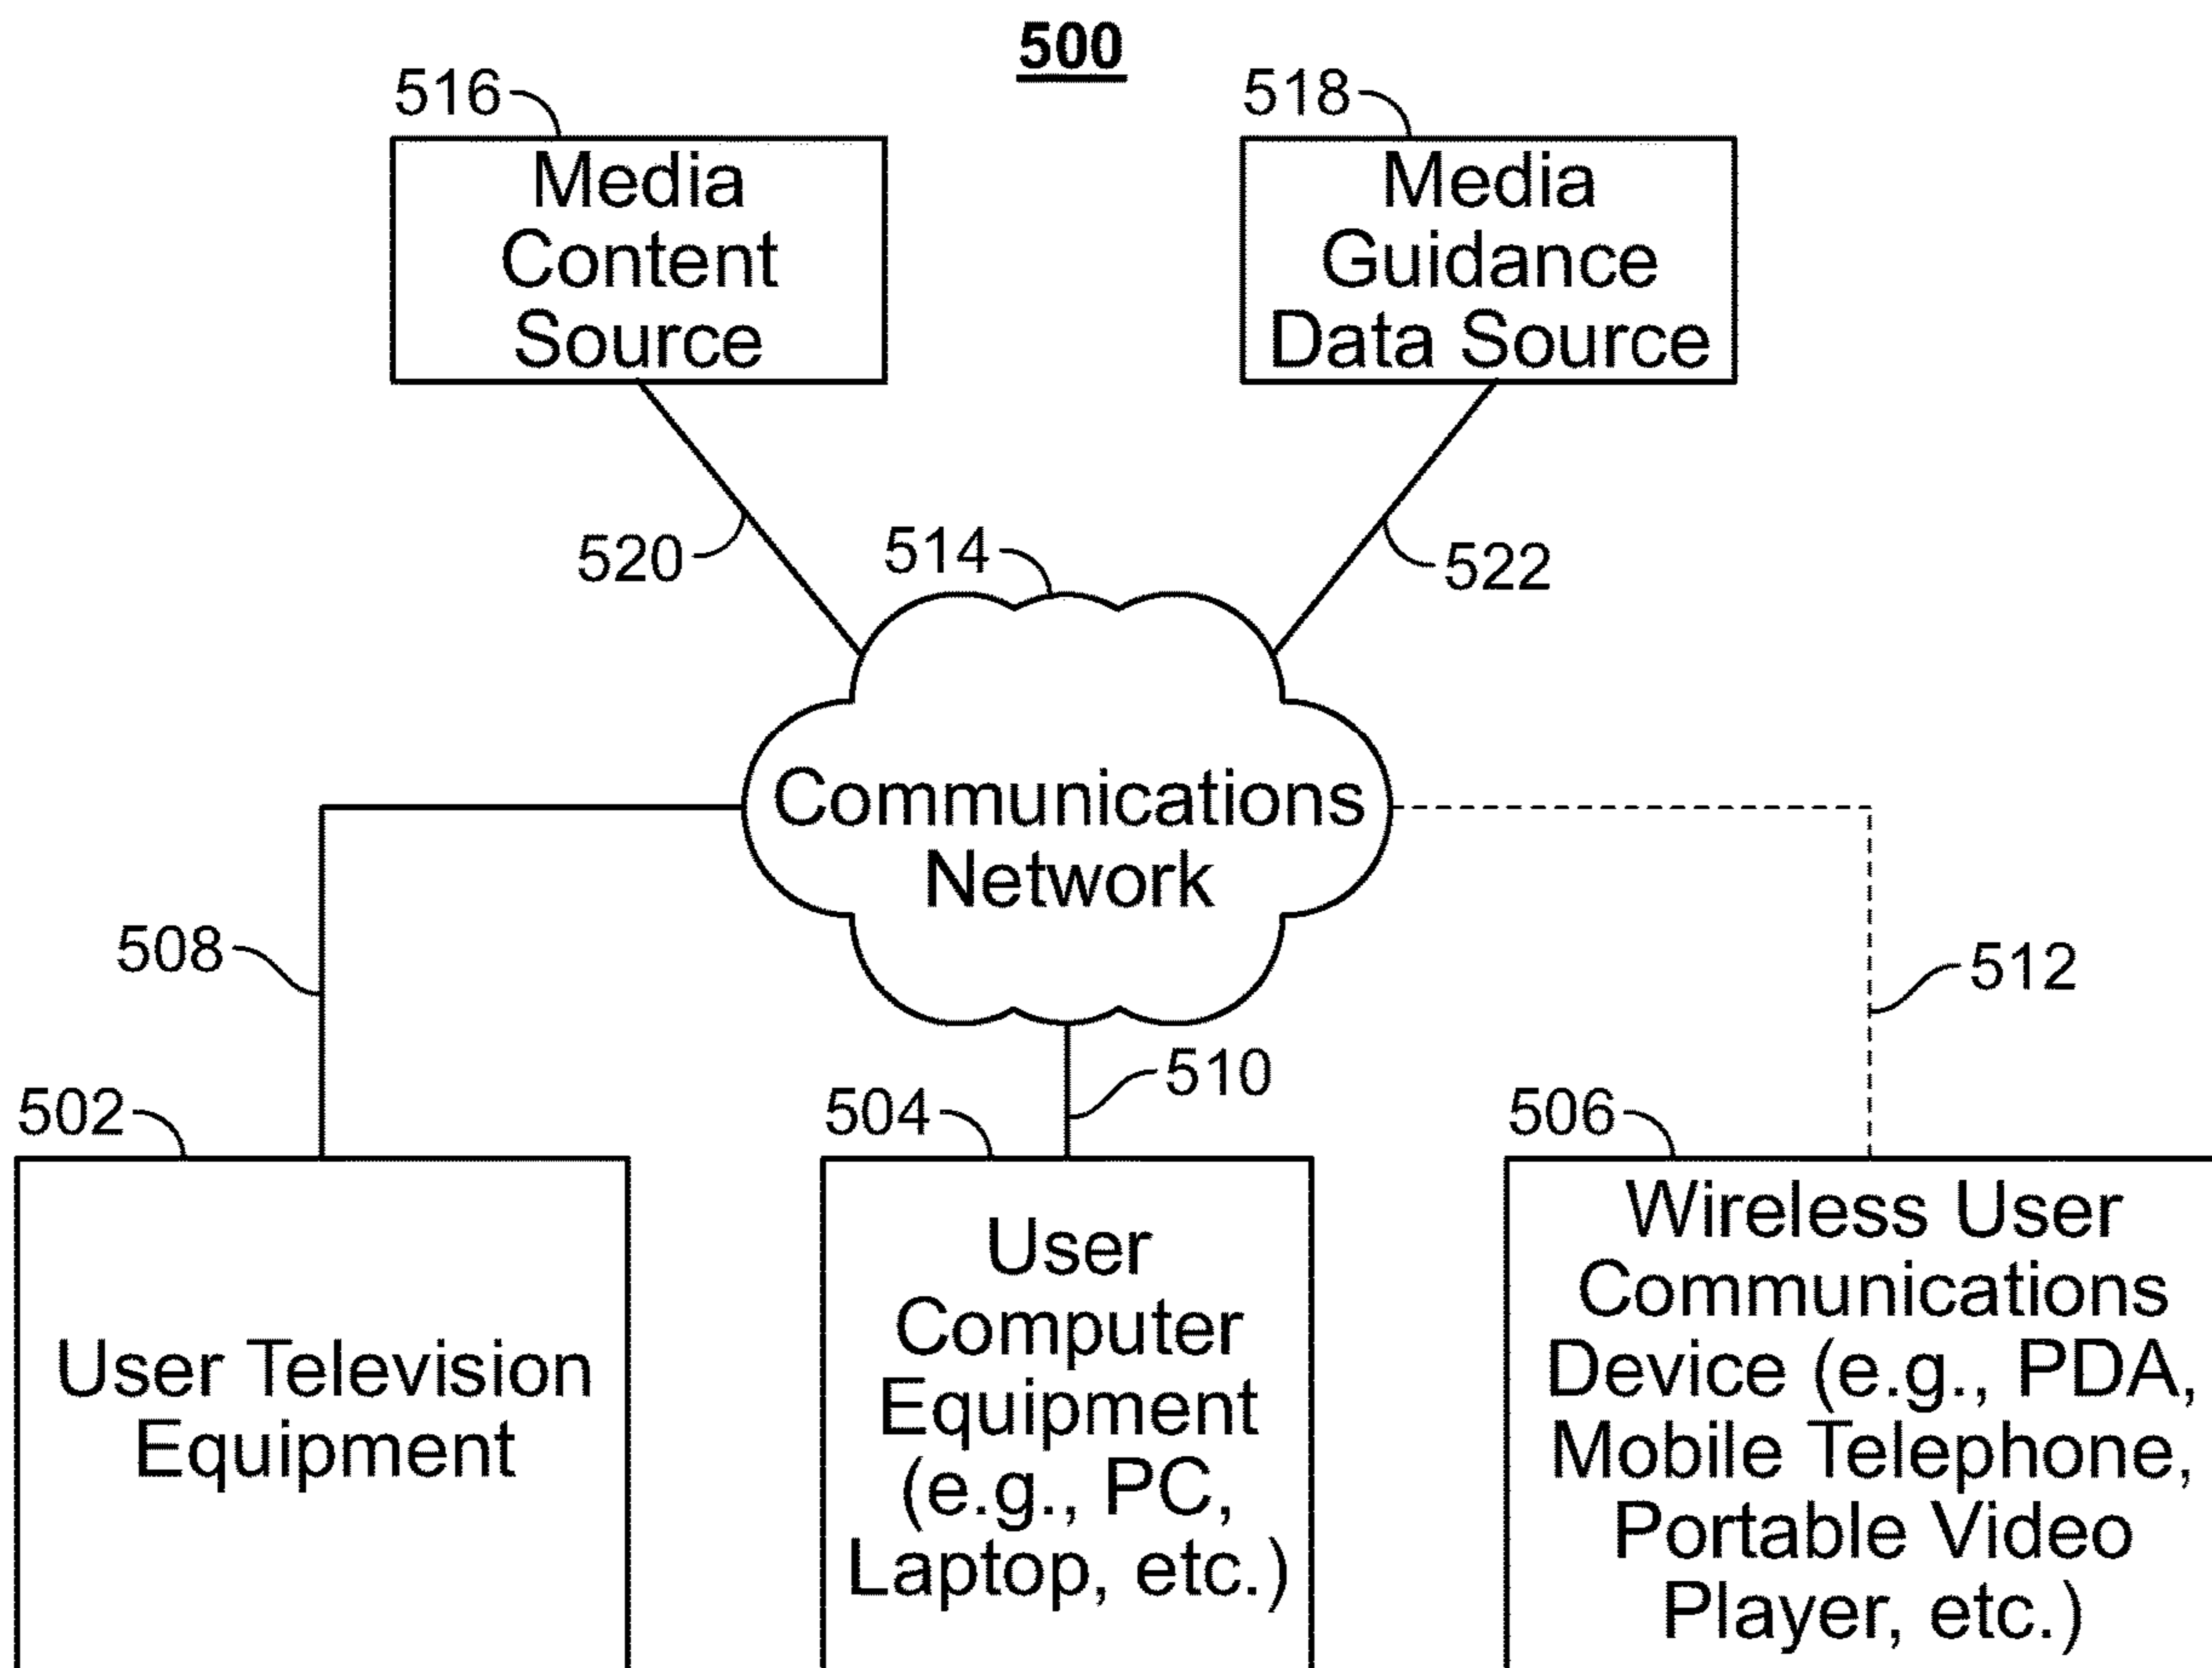 500
516
518
Media
Content
Source
Media
Guidance
Data Source
520
514
522
Communications
Network
508
512
510
502
504
506
User Television
Equipment
User
Computer
Equipment
(e.g., PC,
Laptop, etc.)
Wireless User
Communications
Device (e.g., PDA,
Mobile Telephone,
Portable Video
Player, etc.)